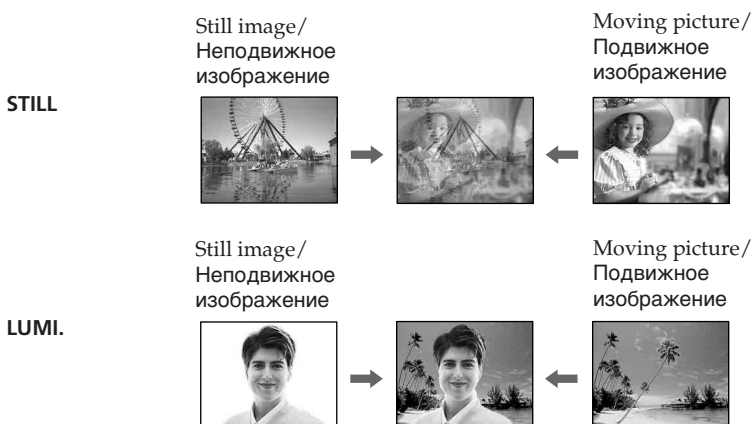 Still image/
Неподвижное
изображение
Moving picture/
Подвижное
изображение
STILL
Still image/
Неподвижное
изображение
Moving picture/
Подвижное
изображение
LUMI.